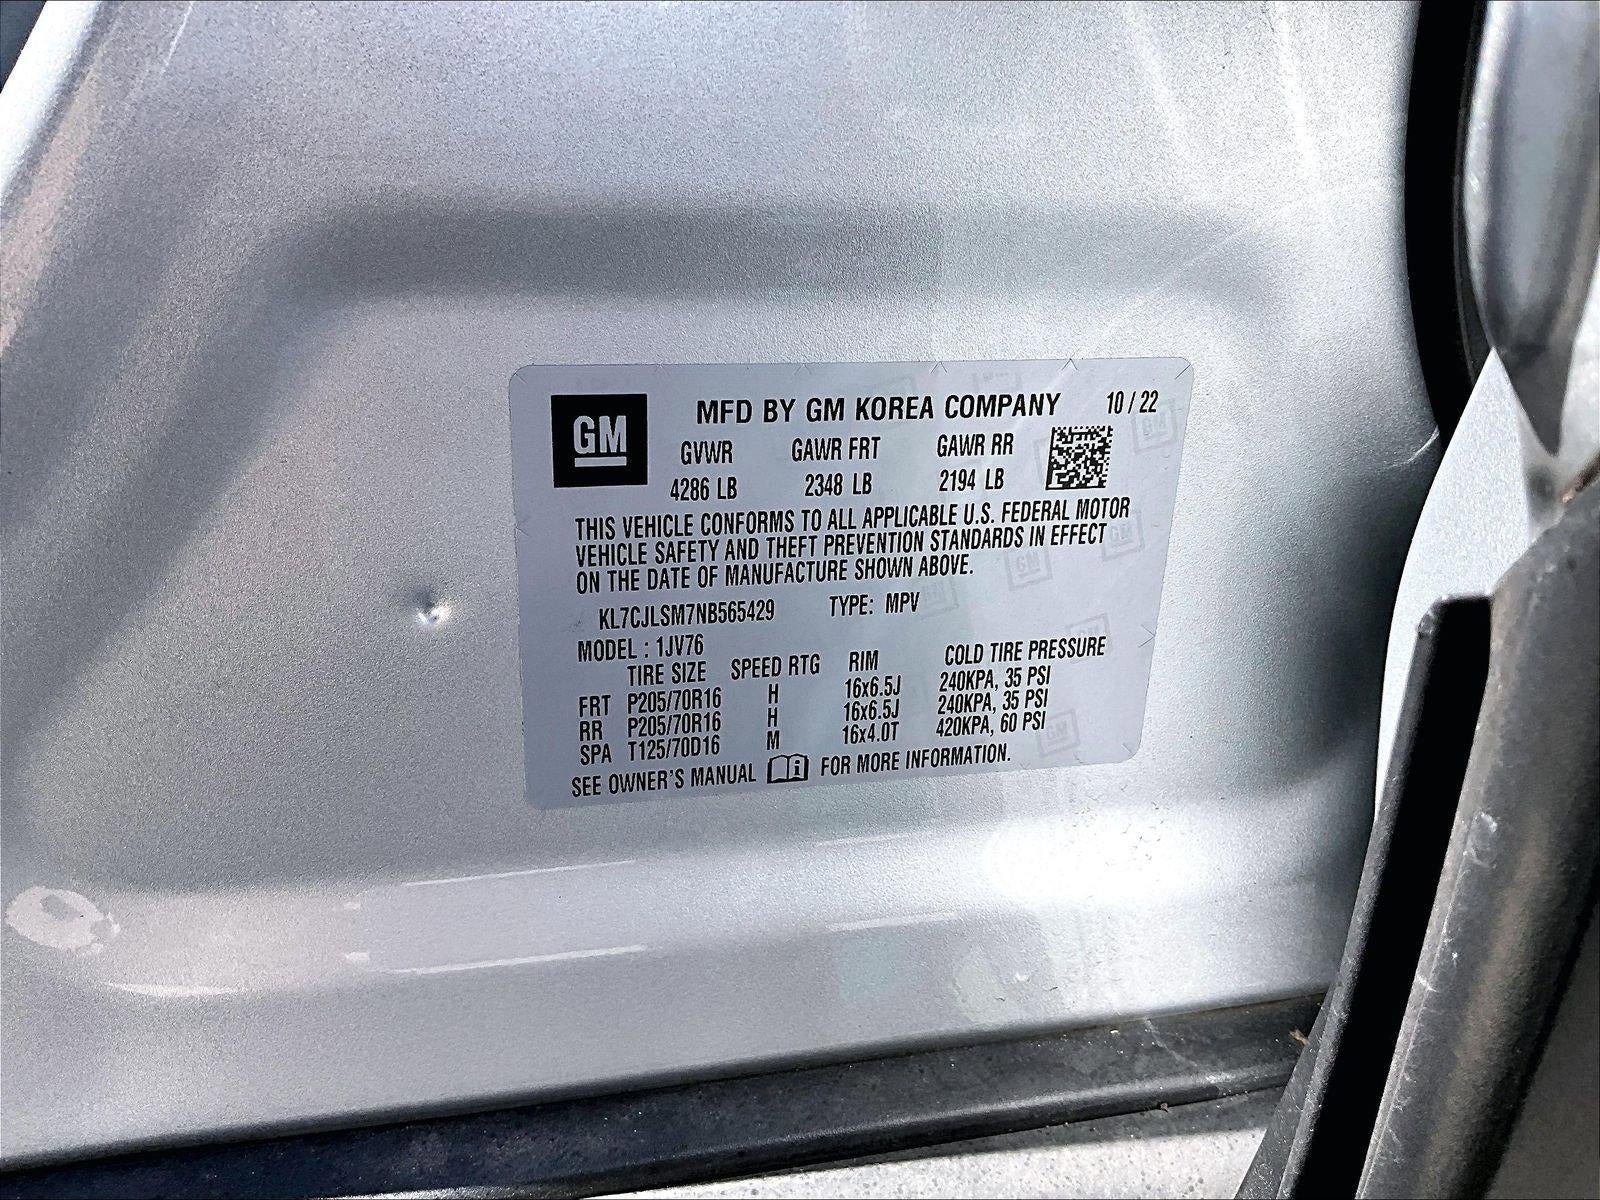 GM
MFD BY GM KOREA COMPANY 10 / 22
GVWR GAWR FRT GAWR RR
4286 LB 2348 LB 2194 LB
THIS VEHICLE CONFORMS TO ALL APPLICABLE U.S. FEDERAL MOTOR
VEHICLE SAFETY AND THEFT PREVENTION STANDARDS IN EFFECT
ON THE DATE OF MANUFACTURE SHOWN ABOVE.
KL7CJLSM7NB565429 TYPE: MPV
MODEL : 1JV76
TIRE SIZE SPEED RTG RIM COLD TIRE PRESSURE
FRT P205/70R16 H 16x6.5J 240KPA, 35 PSI
RR P205/70R16 H 16x6.5J 240KPA, 35 PSI
SPA T125/70D16 M 16x4.0T 420KPA, 60 PSI
SEE OWNER'S MANUAL FOR MORE INFORMATION.